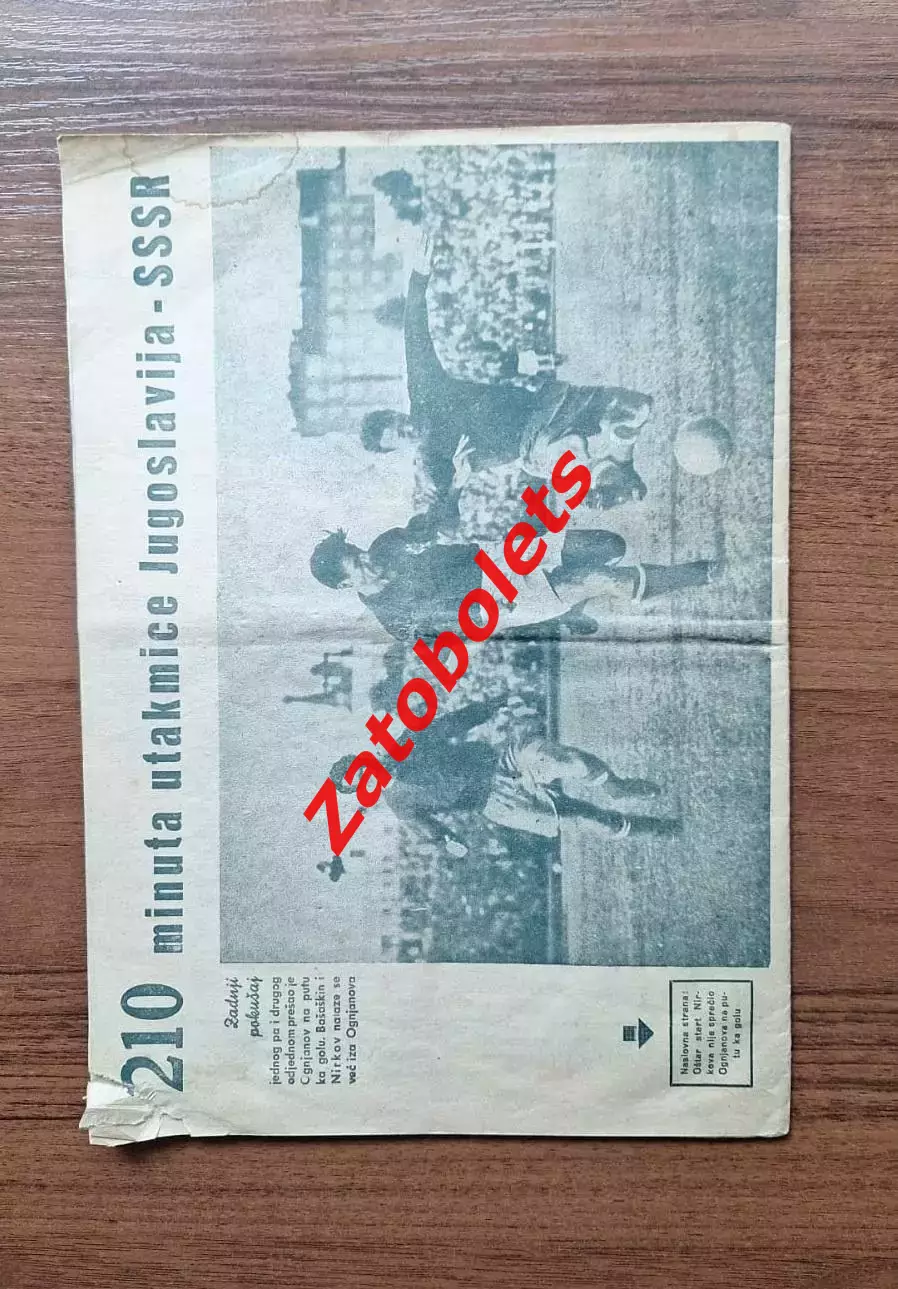 210 minuta utakmice Jugoslavija - SSSR
Zadnji
pokušaj
jednog pa i drugog
odjednom prešao je
Ognjanov na putu
ka golu. Bašaškin i
Nirkov nalaze se
već iza Ognjanova
Naslovna strana:
Oštar start Nir-
kova nije sprečio
Ognjanova na pu-
tu ka golu
Zatobolets